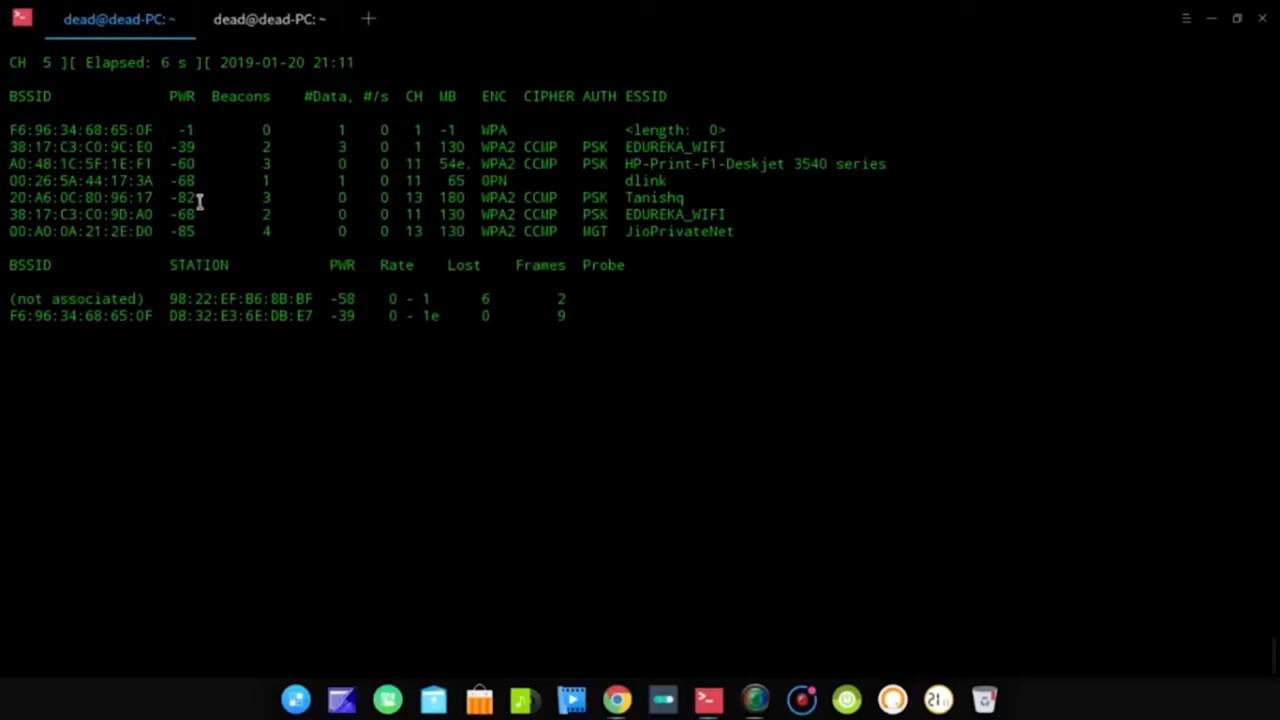 dead@dead-PC: ~ dead@dead-PC: ~
CH 5 ][ Elapsed: 6 s ][ 2019-01-20 21:11
BSSID PWR Beacons #Data, #/s CH MB ENC CIPHER AUTH ESSID
F6:96:34:68:65:0F -1 0 1 0 1 -1 WPA <length: 0>
38:17:C3:C0:9C:E0 -39 2 3 0 1 130 WPA2 CCMP PSK EDUREKA_WIFI
A0:48:1C:5F:1E:F1 -60 3 0 0 11 54e. WPA2 CCMP PSK HP-Print-F1-Deskjet 3540 series
00:26:5A:44:17:3A -68 1 1 0 11 65 OPN dlink
20:A6:0C:80:96:17 -82 3 0 0 13 180 WPA2 CCMP PSK Tanishq
38:17:C3:C0:9D:A0 -68 2 0 0 11 130 WPA2 CCMP PSK EDUREKA_WIFI
00:A0:0A:21:2E:D0 -85 4 0 0 13 130 WPA2 CCMP MGT JioPrivateNet
BSSID STATION PWR Rate Lost Frames Probe
(not associated) 98:22:EF:B6:8B:BF -58 0 - 1 6 2
F6:96:34:68:65:0F D8:32:E3:6E:DB:E7 -39 0 - 1e 0 9